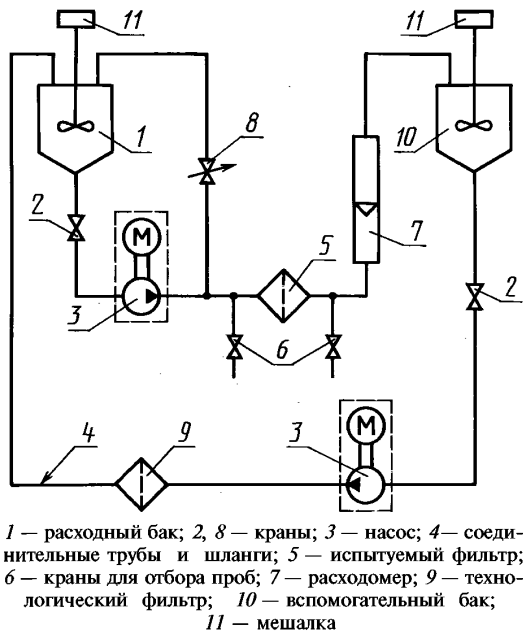 11
11
1
8
10
2
М
5
7
2
3
6
М
4
9
3
1 — расходный бак; 2, 8 — краны; 3 — насос; 4— соеди-
нительные трубы и шланги; 5 — испытуемый фильтр;
6 — краны для отбора проб; 7 — расходомер; 9 — техно-
логический фильтр; 10 — вспомогательный бак;
11 — мешалка